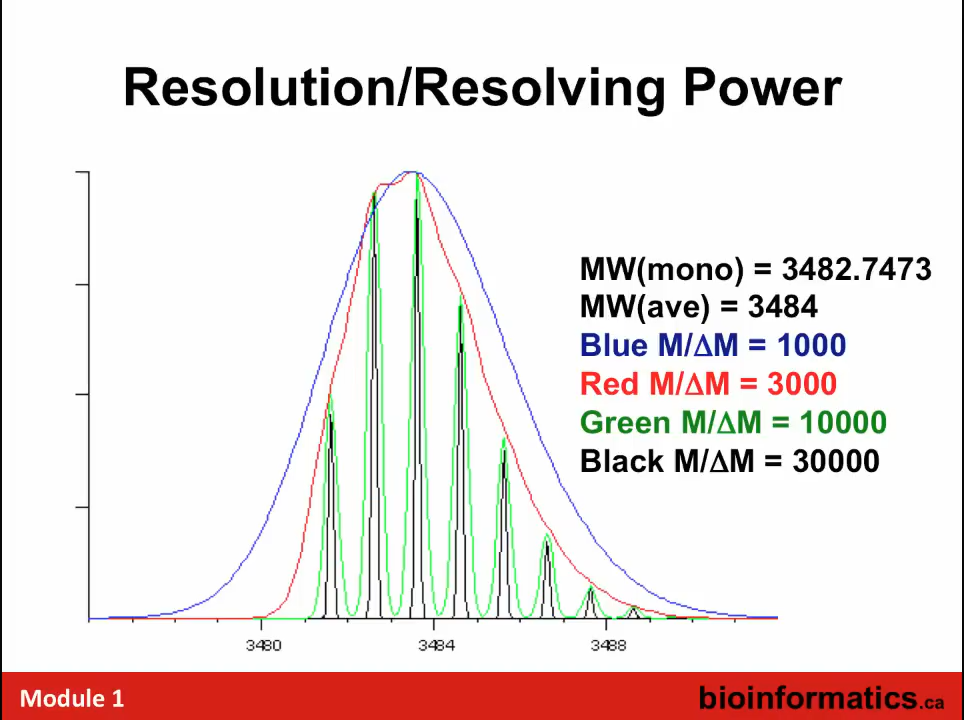 Resolution/Resolving Power
MW(mono) = 3482.7473
MW(ave) = 3484
Blue M/ΔM = 1000
Red M/ΔM = 3000
Green M/ΔM = 10000
Black M/ΔM = 30000
3480 3484 3488
Module 1
bioinformatics.ca